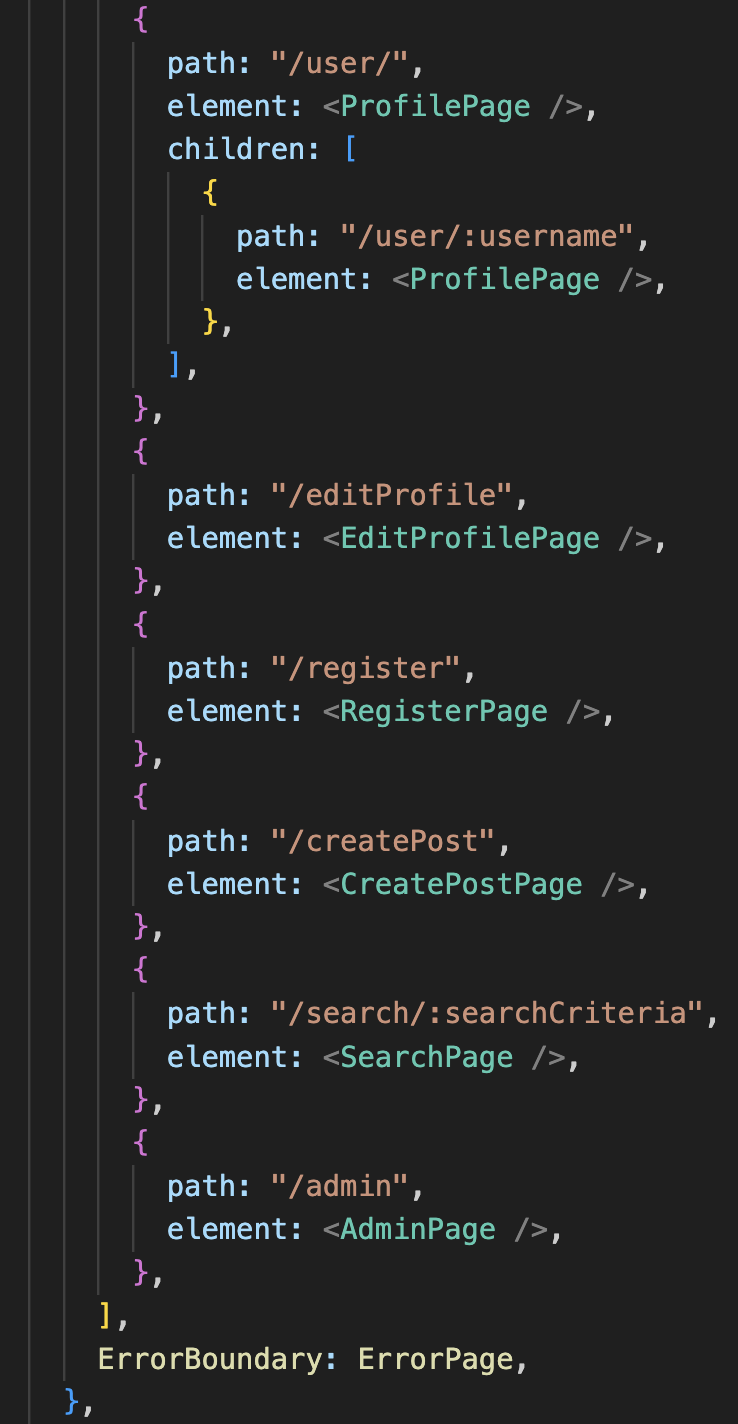 {
path: "/user/",
element: <ProfilePage />,
children: [
{
path: "/user/:username",
element: <ProfilePage />,
},
],
},
{
path: "/editProfile",
element: <EditProfilePage />,
},
{
path: "/register",
element: <RegisterPage />,
},
{
path: "/createPost",
element: <CreatePostPage />,
},
{
path: "/search/:searchCriteria",
element: <SearchPage />,
},
{
path: "/admin",
element: <AdminPage />,
},
],
ErrorBoundary: ErrorPage,
},